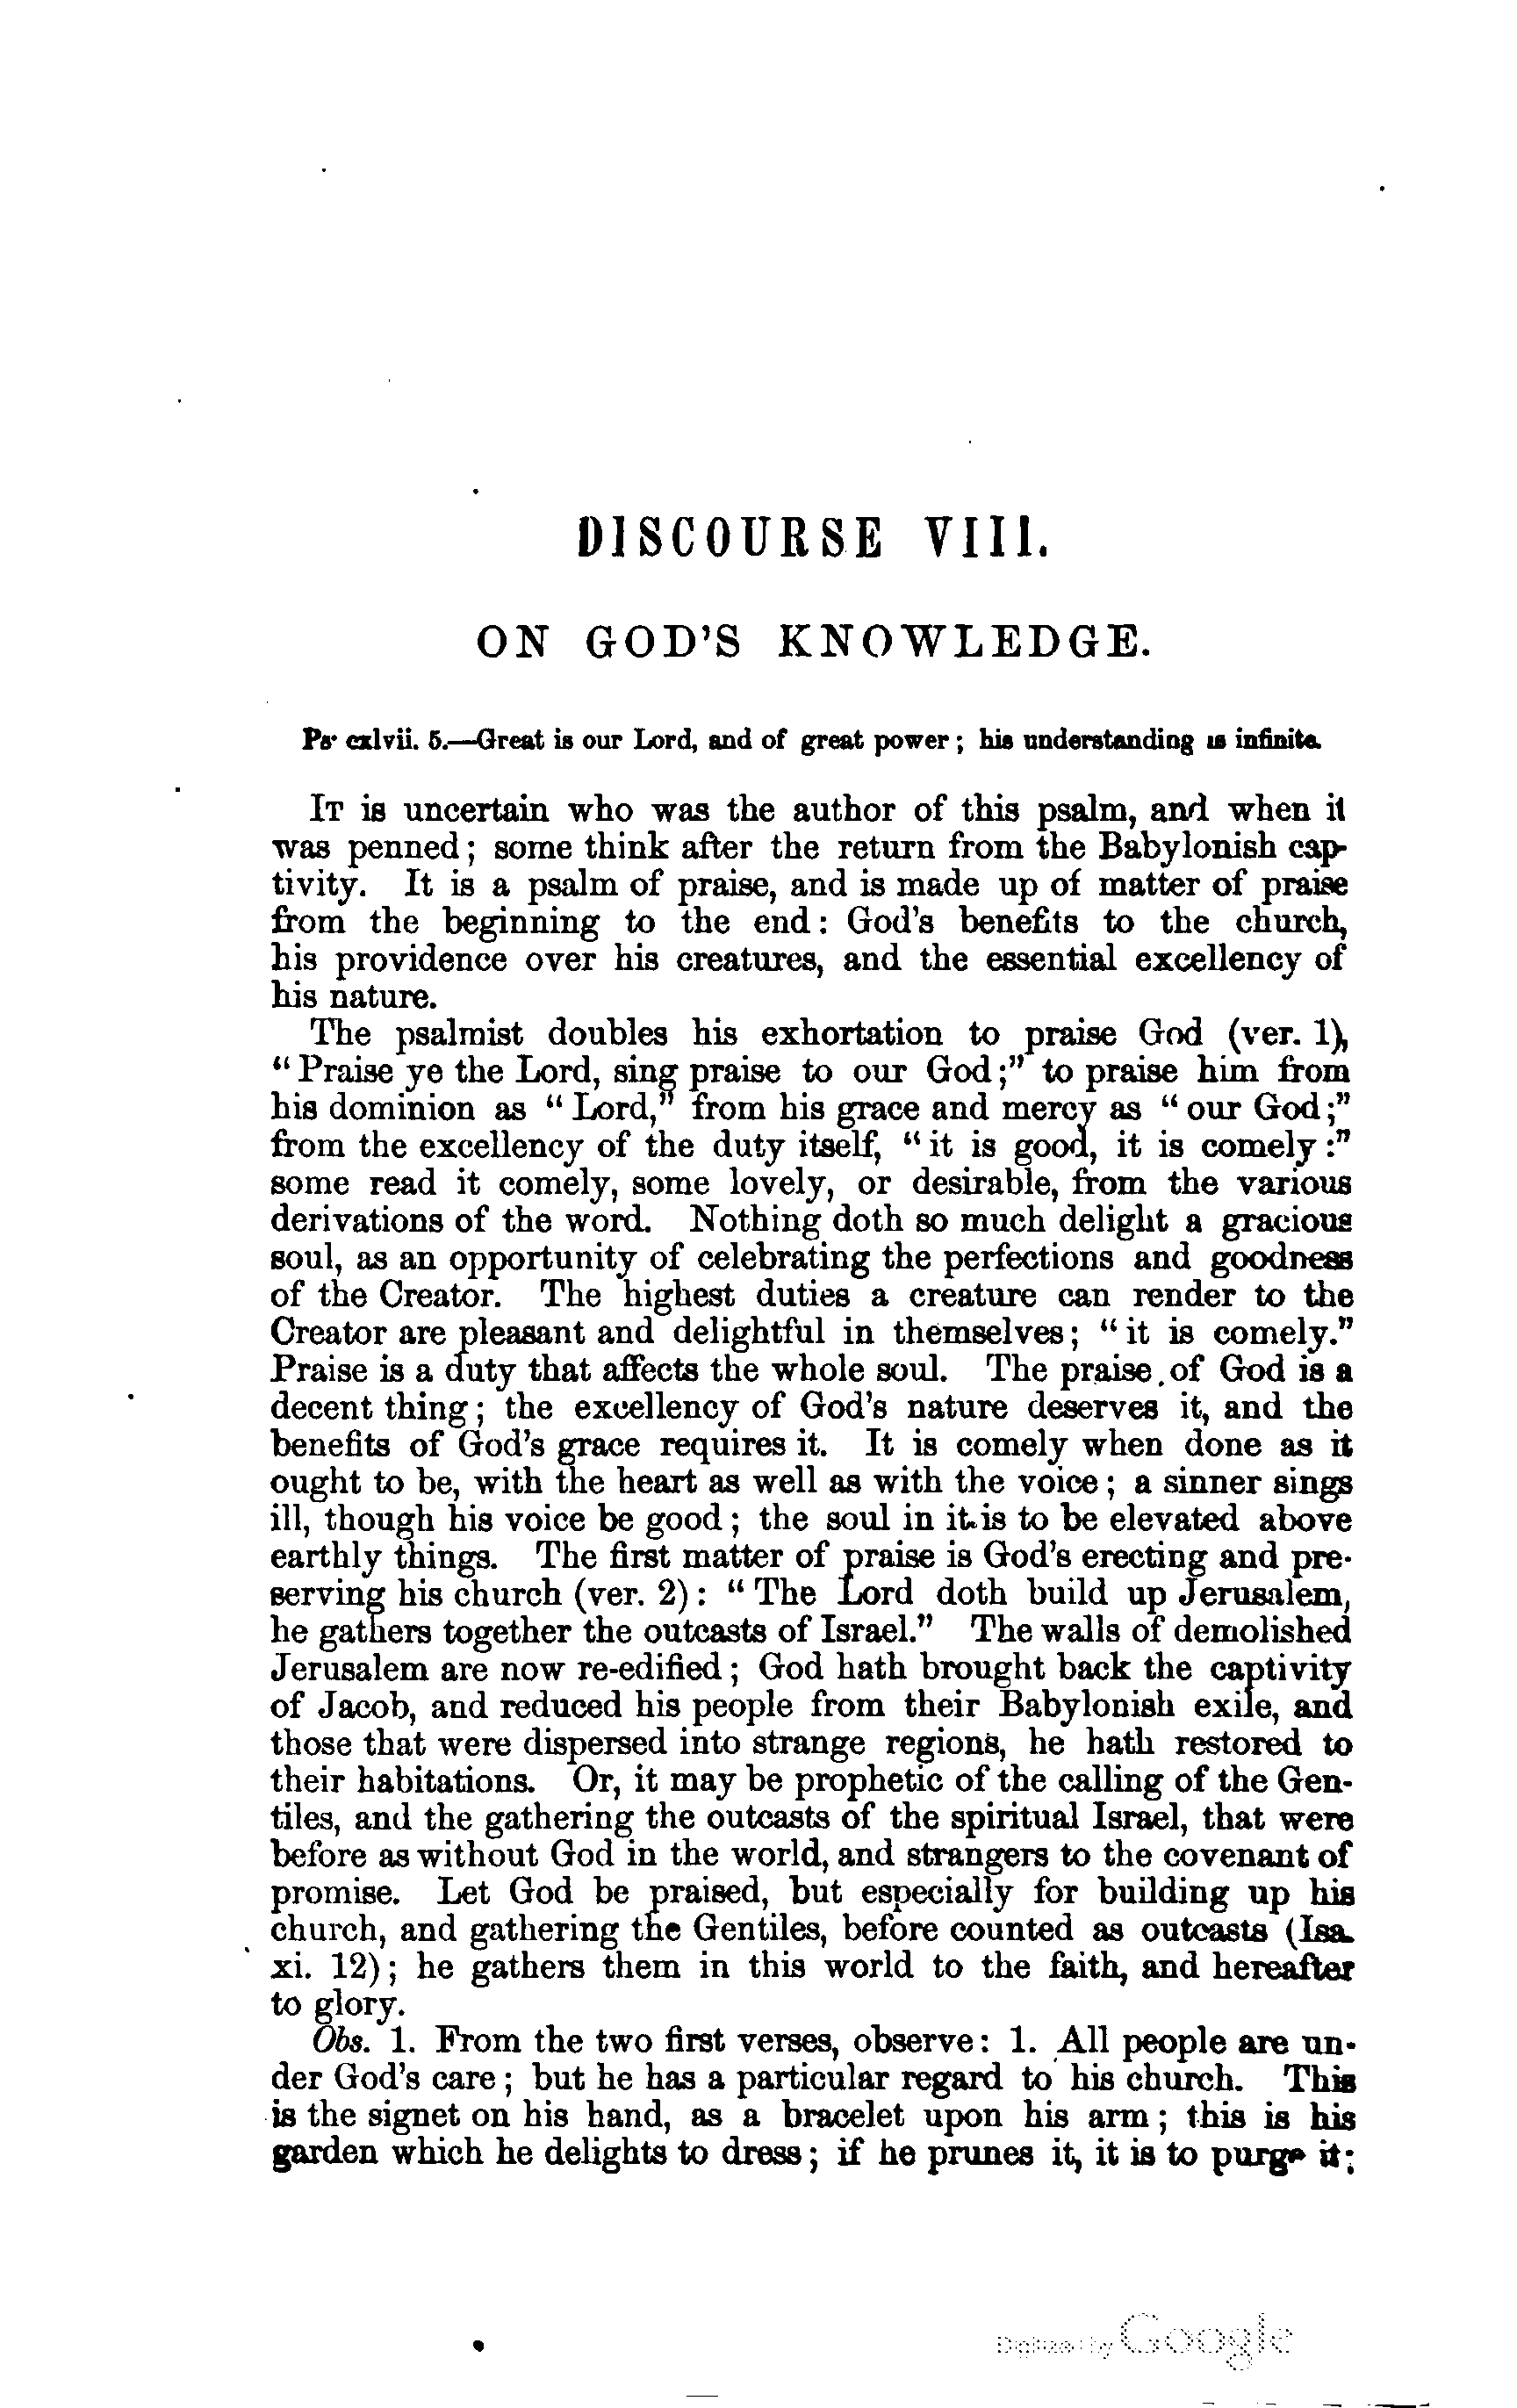 DISCOURSE VIII.
ON GOD'S KNOWLEDGE.
Ps. cxlvii. 5.—Great is our Lord, and of great power; his understanding is infinite.
IT is uncertain who was the author of this psalm, and when it
was penned; some think after the return from the Babylonish cap-
tivity. It is a psalm of praise, and is made up of matter of praise
from the beginning to the end: God's benefits to the church,
his providence over his creatures, and the essential excellency of
his nature.
The psalmist doubles his exhortation to praise God (ver. 1),
"Praise ye the Lord, sing praise to our God;" to praise him from
his dominion as "Lord," from his grace and mercy as "our God;"
from the excellency of the duty itself, "it is good, it is comely:"
some read it comely, some lovely, or desirable, from the various
derivations of the word. Nothing doth so much delight a gracious
soul, as an opportunity of celebrating the perfections and goodness
of the Creator. The highest duties a creature can render to the
Creator are pleasant and delightful in themselves; "it is comely."
Praise is a duty that affects the whole soul. The praise of God is a
decent thing; the excellency of God's nature deserves it, and the
benefits of God's grace requires it. It is comely when done as it
ought to be, with the heart as well as with the voice; a sinner sings
ill, though his voice be good; the soul in it is to be elevated above
earthly things. The first matter of praise is God's erecting and pre-
serving his church (ver. 2): "The Lord doth build up Jerusalem,
he gathers together the outcasts of Israel." The walls of demolished
Jerusalem are now re-edified; God hath brought back the captivity
of Jacob, and reduced his people from their Babylonish exile, and
those that were dispersed into strange regions, he hath restored to
their habitations. Or, it may be prophetic of the calling of the Gen-
tiles, and the gathering the outcasts of the spiritual Israel, that were
before as without God in the world, and strangers to the covenant of
promise. Let God be praised, but especially for building up his
church, and gathering the Gentiles, before counted as outcasts (Isa.
xi. 12); he gathers them in this world to the faith, and hereafter
to glory.
Obs. 1. From the two first verses, observe: 1. All people are un-
der God's care; but he has a particular regard to his church. This
is the signet on his hand, as a bracelet upon his arm; this is his
garden which he delights to dress; if he prunes it, it is to purge it;
Digitized by Google